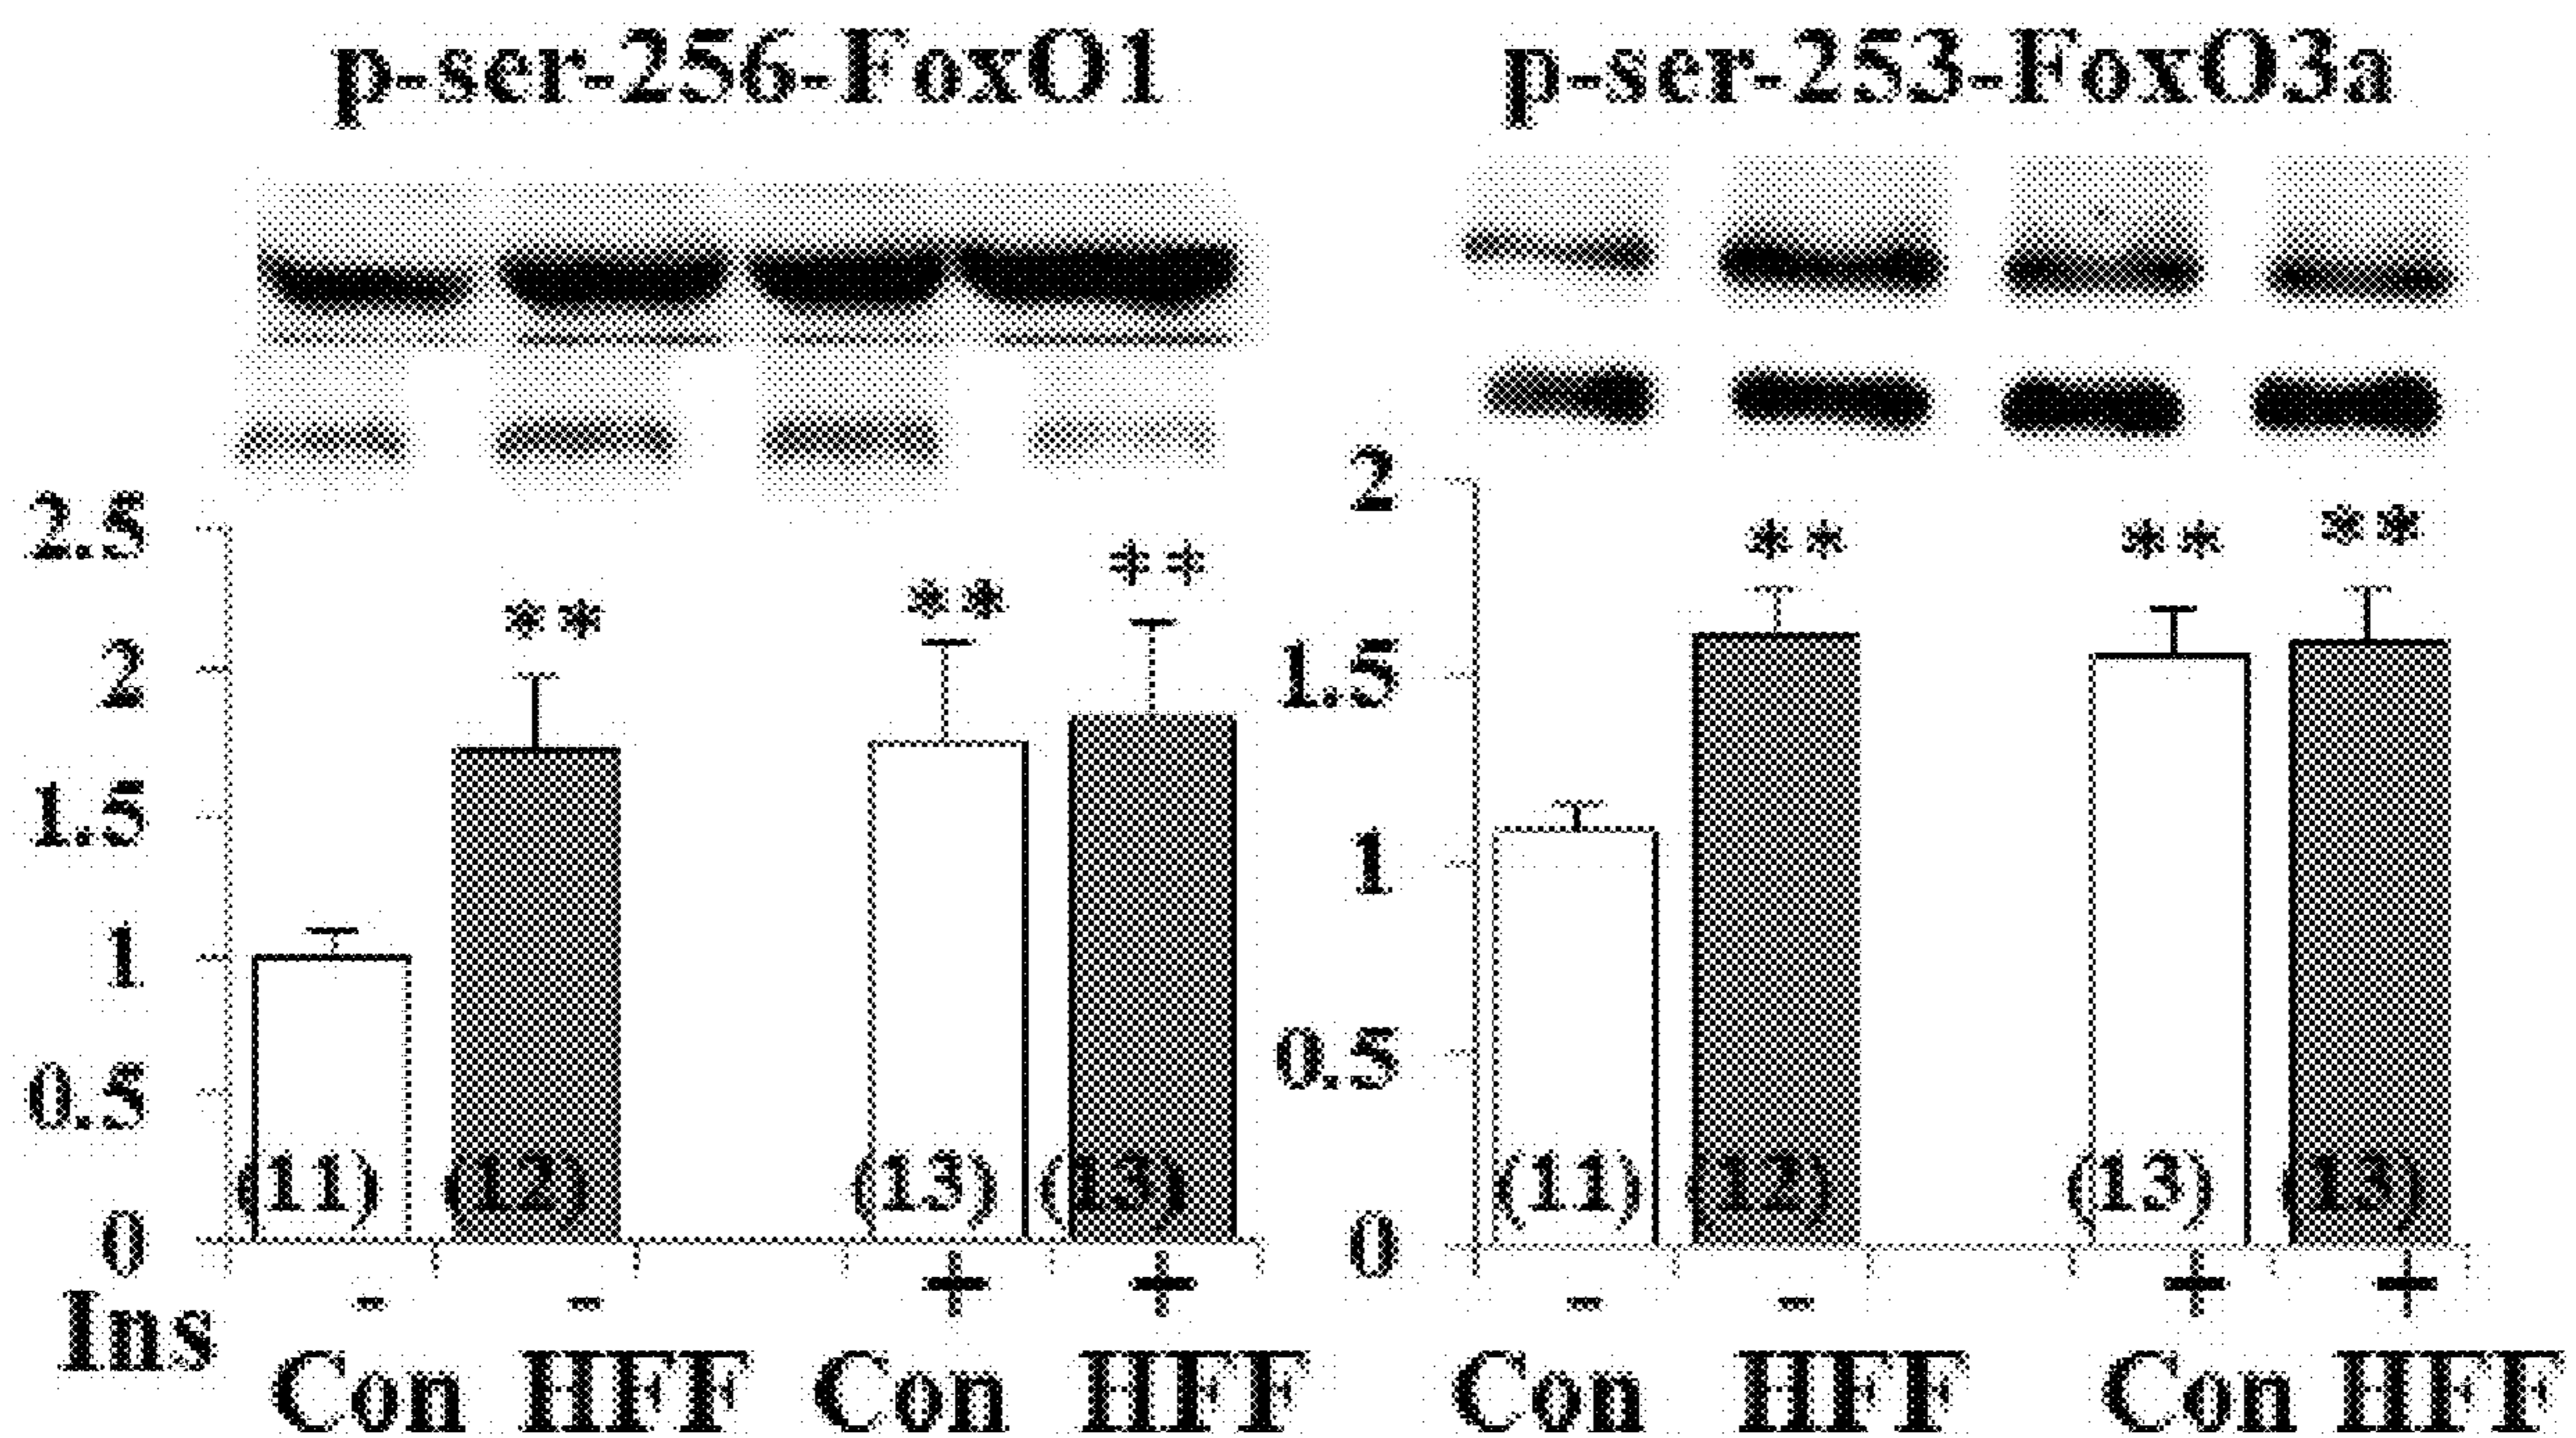 p-ser-256-FoxO1
2.5
2
1.5
1
0.5
0
** ** **
(11) (12) (13) (13)
Ins - - + +
Con HFF Con HFF
p-ser-253-FoxO3a
2
1.5
1
0.5
0
** ** **
(11) (12) (13) (13)
- - + +
Con HFF Con HFF